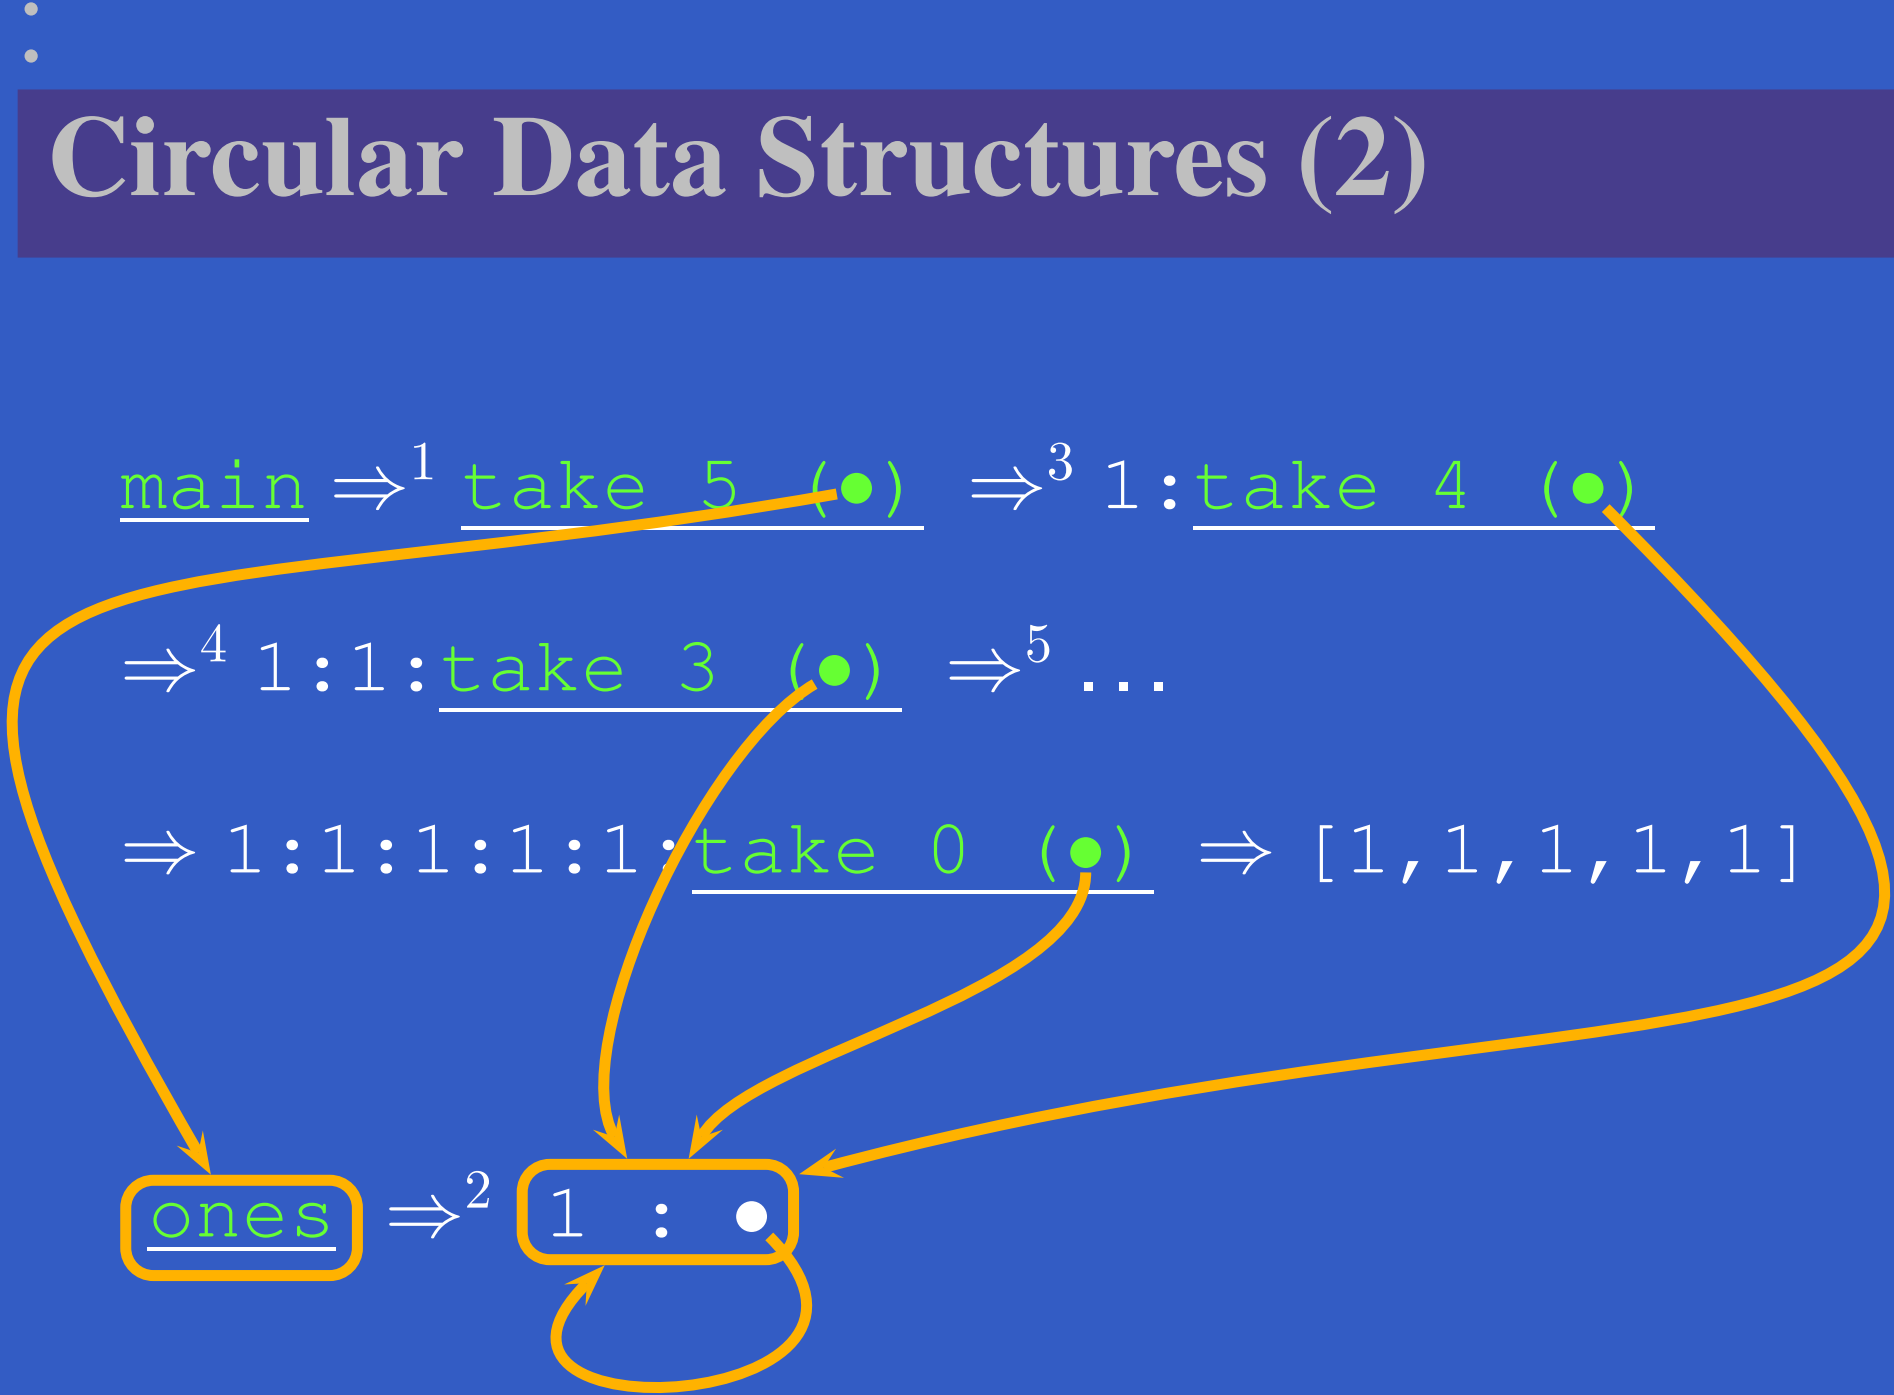 Circular Data Structures (2)
main ⇒¹ take 5 (●) ⇒³ 1:take 4 (●)
⇒⁴ 1:1:take 3 (●) ⇒⁵ ...
⇒ 1:1:1:1:1:take 0 (●) ⇒ [1,1,1,1,1]
ones ⇒² 1 : ●